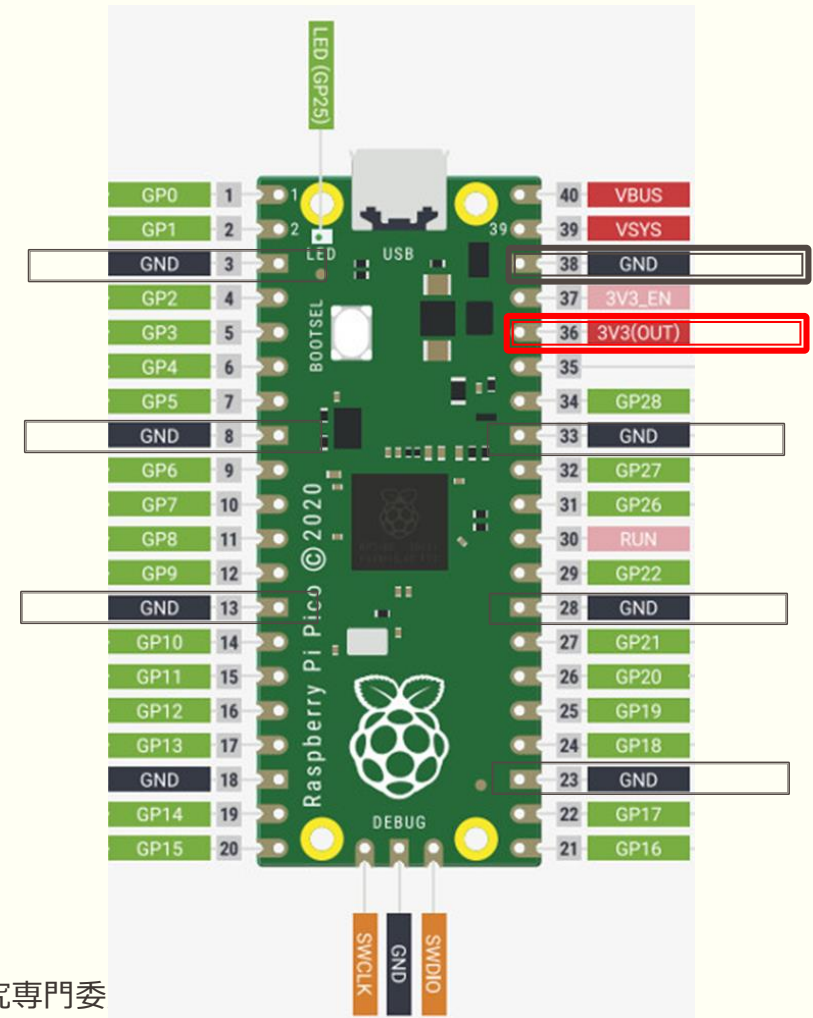 LED (GP25)
GP0 1 1 40 VBUS
GP1 2 2 39 39 VSYS
LED USB
GND 3 38 GND
GP2 4 37 3V3_EN
BOOTSEL
GP3 5 36 3V3(OUT)
GP4 6 35
GP5 7 34 GP28
GND 8 33 GND
GP6 9 32 GP27
GP7 10 31 GP26
GP8 11 30 RUN
GP9 12 29 GP22
GND 13 28 GND
GP10 14 27 GP21
GP11 15 26 GP20
GP12 16 25 GP19
GP13 17 24 GP18
GND 18 23 GND
GP14 19 22 GP17
GP15 20 21 GP16
Raspberry Pi Pico ©2020
DEBUG
SWCLK
GND
SWDIO
究専門委